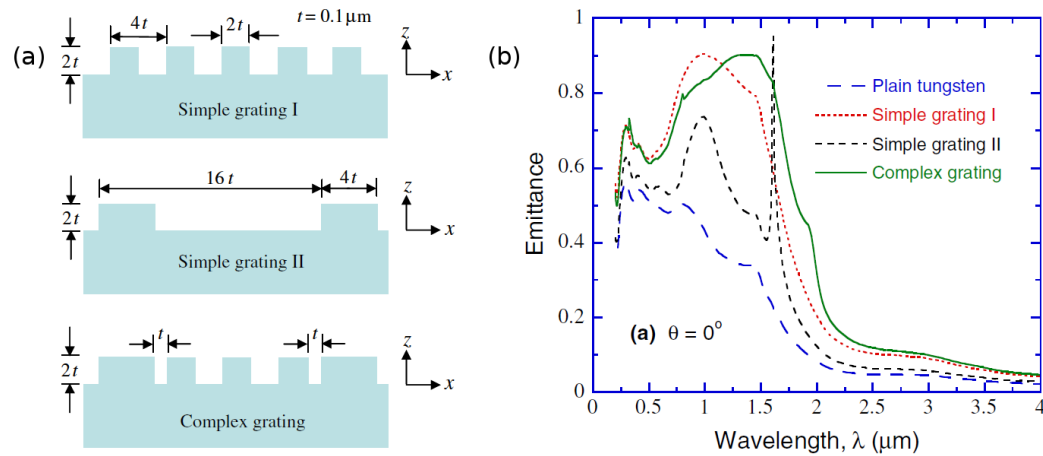 (a)
4t
2t
t = 0.1 μm
z
2t
x
Simple grating I
16 t
4t
z
2t
x
Simple grating II
t
t
z
2t
x
Complex grating
(b)
1
0.8
0.6
0.4
0.2
0
Emittance
Plain tungsten
Simple grating I
Simple grating II
Complex grating
(a) θ = 0°
0 0.5 1 1.5 2 2.5 3 3.5 4
Wavelength, λ (μm)